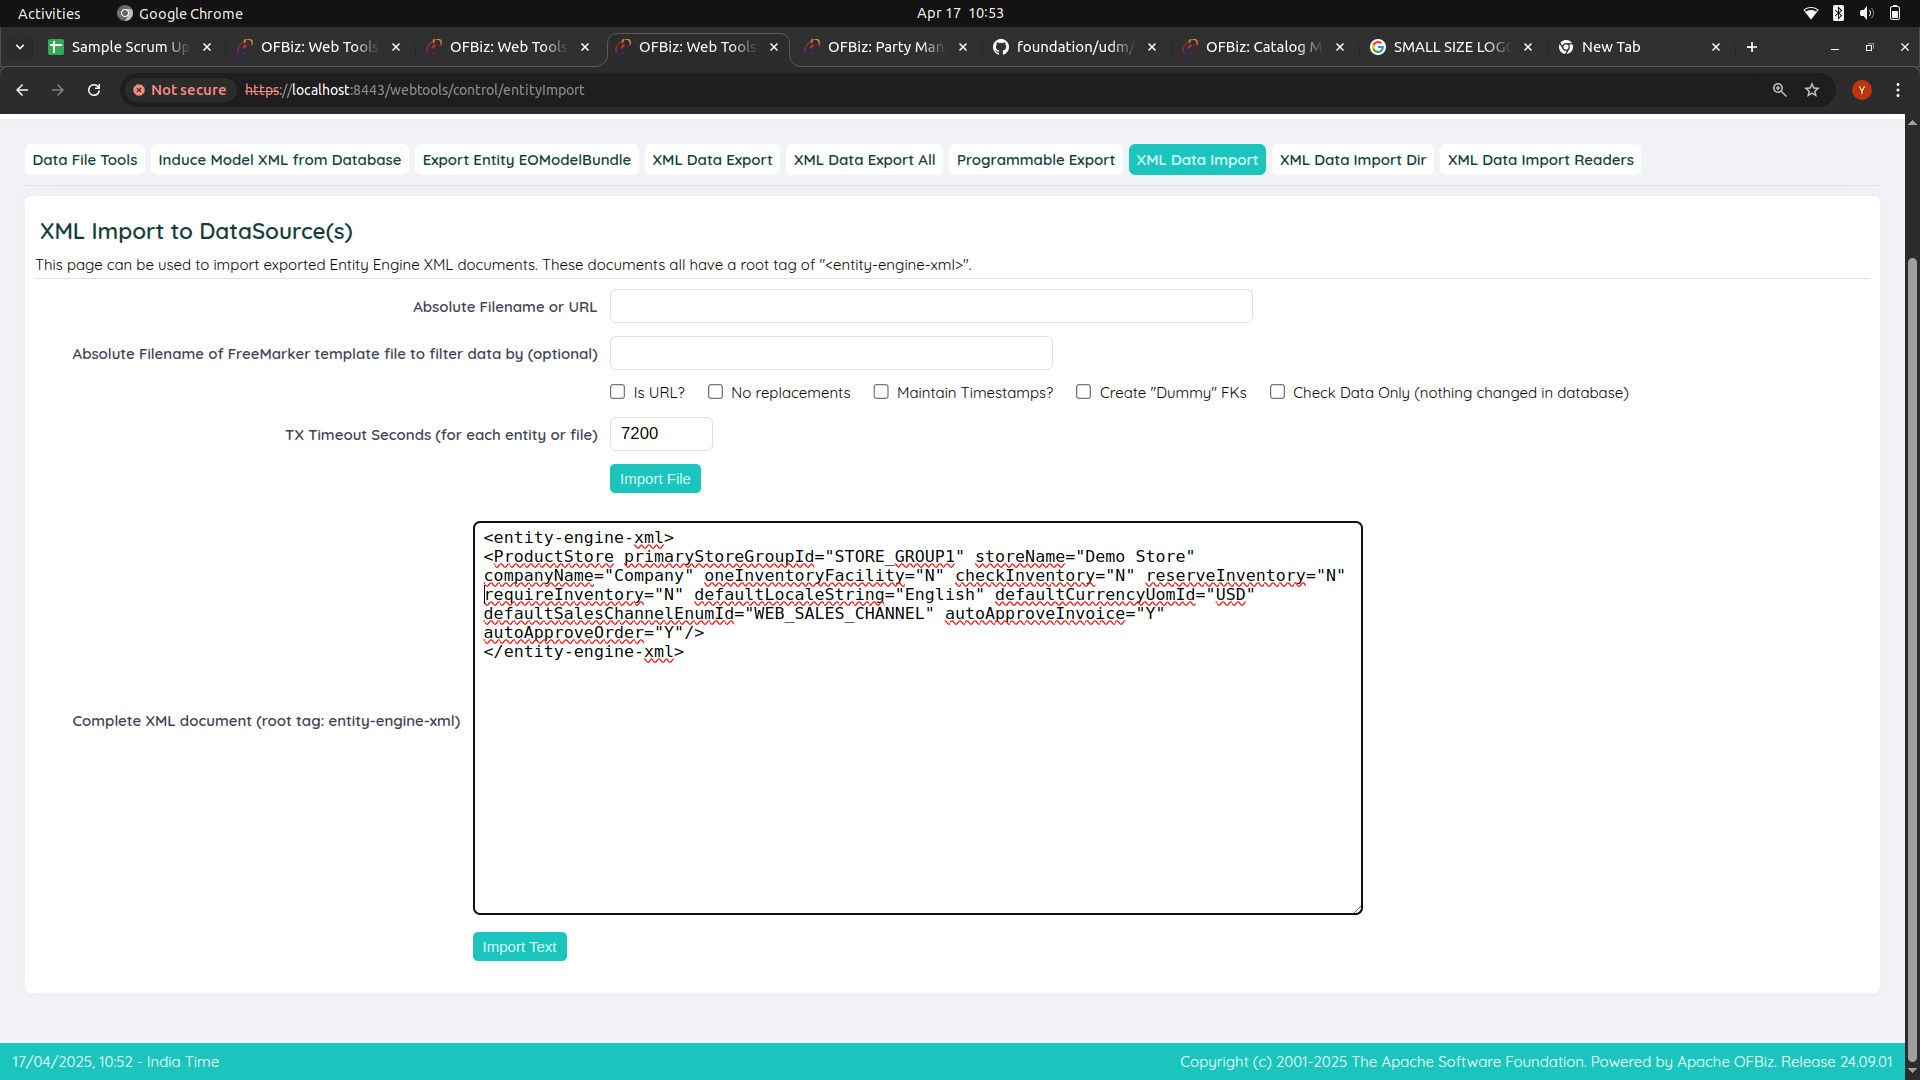 Activities
Google Chrome
Apr 17 10:53
Sample Scrum Up
OFBiz: Web Tools
OFBiz: Web Tools
OFBiz: Web Tools
OFBiz: Party Man
foundation/udm/
OFBiz: Catalog M
SMALL SIZE LOGO
New Tab
Not secure
https://localhost:8443/webtools/control/entityImport
Y
Data File Tools
Induce Model XML from Database
Export Entity EOModelBundle
XML Data Export
XML Data Export All
Programmable Export
XML Data Import
XML Data Import Dir
XML Data Import Readers
XML Import to DataSource(s)
This page can be used to import exported Entity Engine XML documents. These documents all have a root tag of "<entity-engine-xml>".
Absolute Filename or URL
Absolute Filename of FreeMarker template file to filter data by (optional)
Is URL?
No replacements
Maintain Timestamps?
Create "Dummy" FKs
Check Data Only (nothing changed in database)
TX Timeout Seconds (for each entity or file)
7200
Import File
<entity-engine-xml>
<ProductStore primaryStoreGroupId="STORE_GROUP1" storeName="Demo Store"
companyName="Company" oneInventoryFacility="N" checkInventory="N" reserveInventory="N"
requireInventory="N" defaultLocaleString="English" defaultCurrencyUomId="USD"
defaultSalesChannelEnumId="WEB_SALES_CHANNEL" autoApproveInvoice="Y"
autoApproveOrder="Y"/>
</entity-engine-xml>
Complete XML document (root tag: entity-engine-xml)
Import Text
17/04/2025, 10:52 - India Time
Copyright (c) 2001-2025 The Apache Software Foundation. Powered by Apache OFBiz. Release 24.09.01